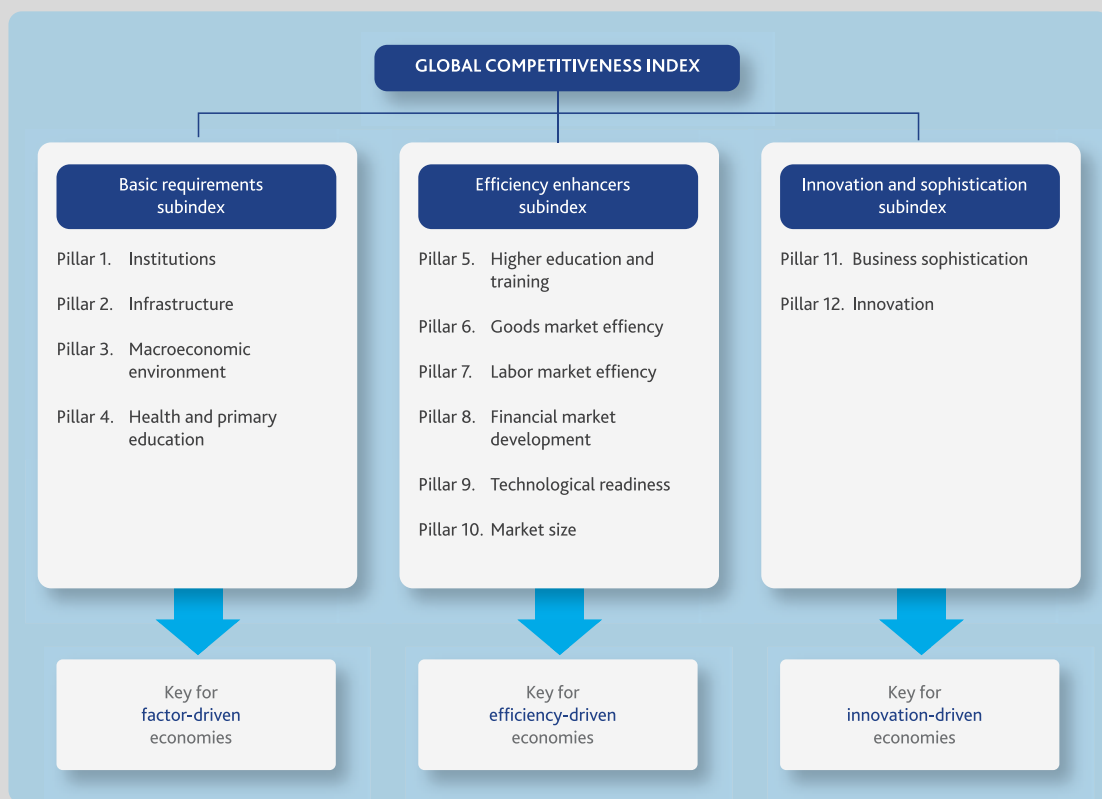 GLOBAL COMPETITIVENESS INDEX
Basic requirements
subindex
Pillar 1. Institutions
Pillar 2. Infrastructure
Pillar 3. Macroeconomic
environment
Pillar 4. Health and primary
education
Key for
factor-driven
economies
Efficiency enhancers
subindex
Pillar 5. Higher education and
training
Pillar 6. Goods market effiency
Pillar 7. Labor market effiency
Pillar 8. Financial market
development
Pillar 9. Technological readiness
Pillar 10. Market size
Key for
efficiency-driven
economies
Innovation and sophistication
subindex
Pillar 11. Business sophistication
Pillar 12. Innovation
Key for
innovation-driven
economies